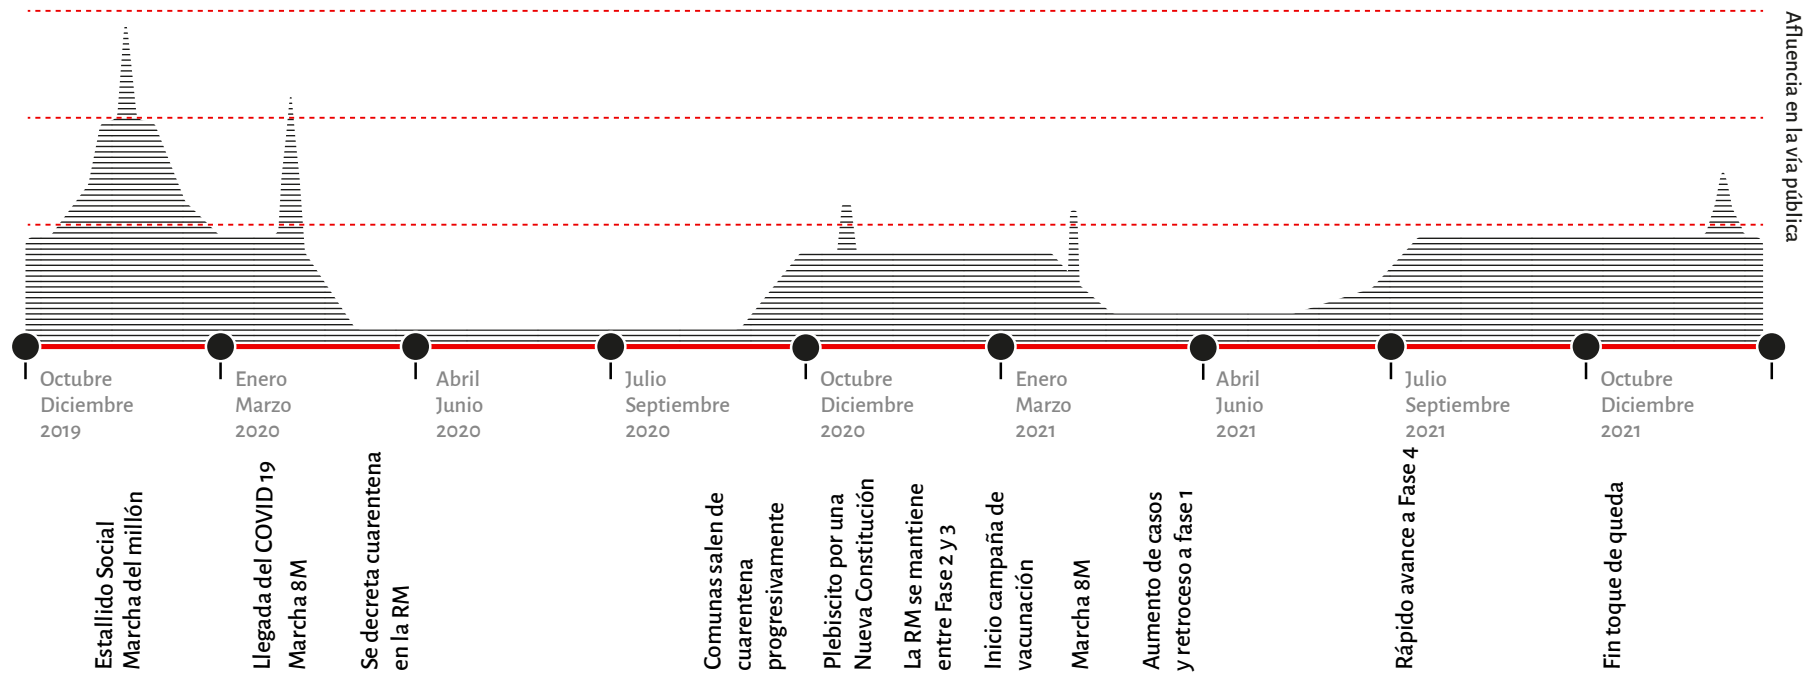 Afluencia en la vía pública
Octubre
Diciembre
2019
Enero
Marzo
2020
Abril
Junio
2020
Julio
Septiembre
2020
Octubre
Diciembre
2020
Enero
Marzo
2021
Abril
Junio
2021
Julio
Septiembre
2021
Octubre
Diciembre
2021
Estallido Social
Marcha del millón
Llegada del COVID 19
Marcha 8M
Se decreta cuarentena
en la RM
Comunas salen de
cuarentena
progresivamente
Plebiscito por una
Nueva Constitución
La RM se mantiene
entre Fase 2 y 3
Inicio campaña de
vacunación
Marcha 8M
Aumento de casos
y retroceso a fase 1
Rápido avance a Fase 4
Fin toque de queda